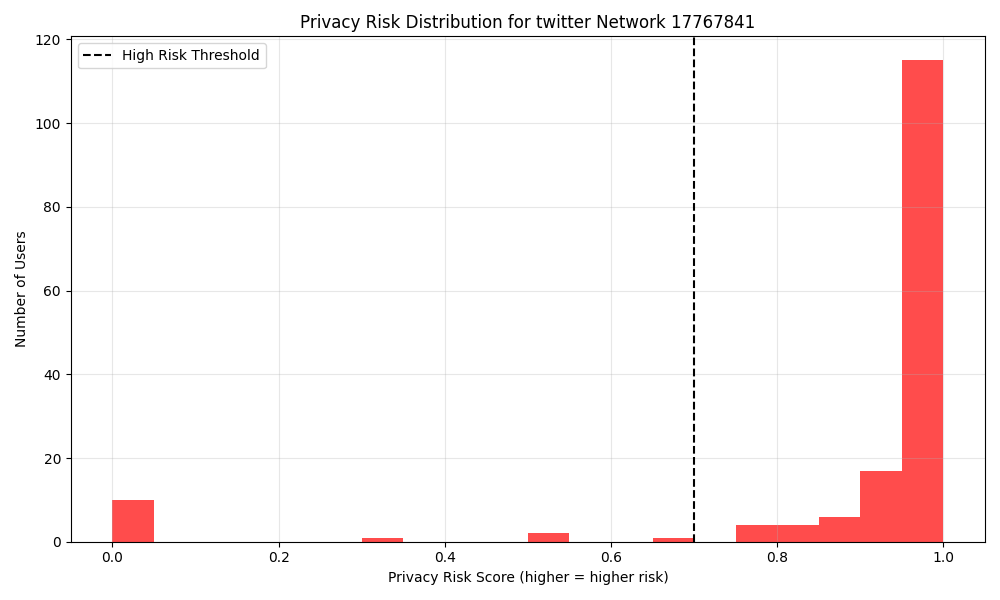 Privacy Risk Distribution for twitter Network 17767841
High Risk Threshold
Number of Users
120
100
80
60
40
20
0
0.0 0.2 0.4 0.6 0.8 1.0
Privacy Risk Score (higher = higher risk)